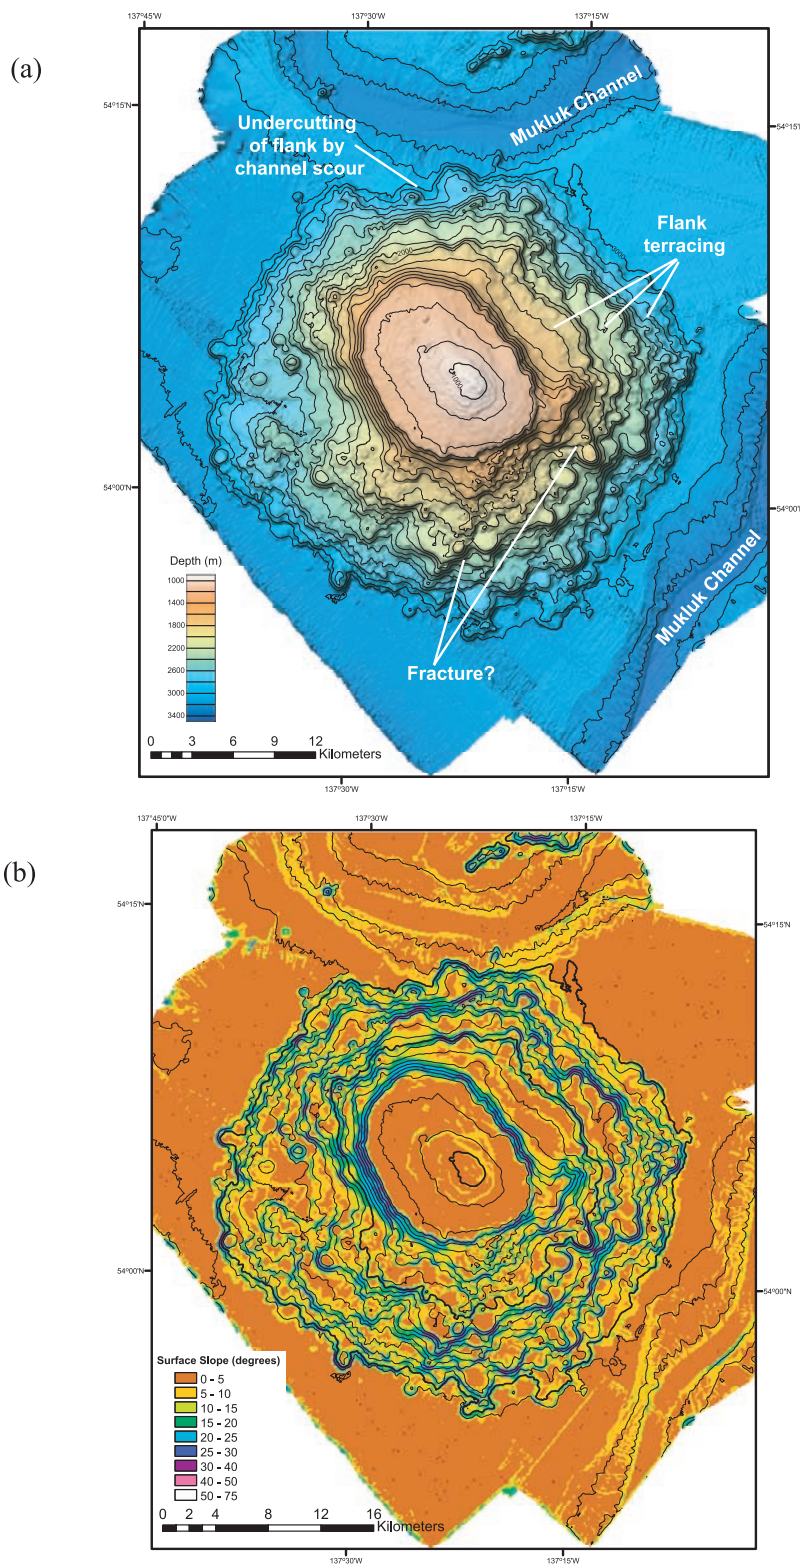 (a)
137°45'W 137°30'W 137°15'W
54°15'N
54°15'N
Mukluk Channel
Undercutting
of flank by
channel scour
Flank
terracing
2000
3000
1000
54°00'N
54°00'N
Mukluk Channel
Fracture?
Depth (m)
1000
1400
1800
2200
2600
3000
3400
0 3 6 9 12
Kilometers
137°30'W 137°15'W
(b)
137°45'0"W 137°30'W 137°15'W
54°15'N
54°15'N
54°00'N
54°00'N
Surface Slope (degrees)
0 - 5
5 - 10
10 - 15
15 - 20
20 - 25
25 - 30
30 - 40
40 - 50
50 - 75
0 2 4 8 12 16
Kilometers
137°30'W 137°15'W